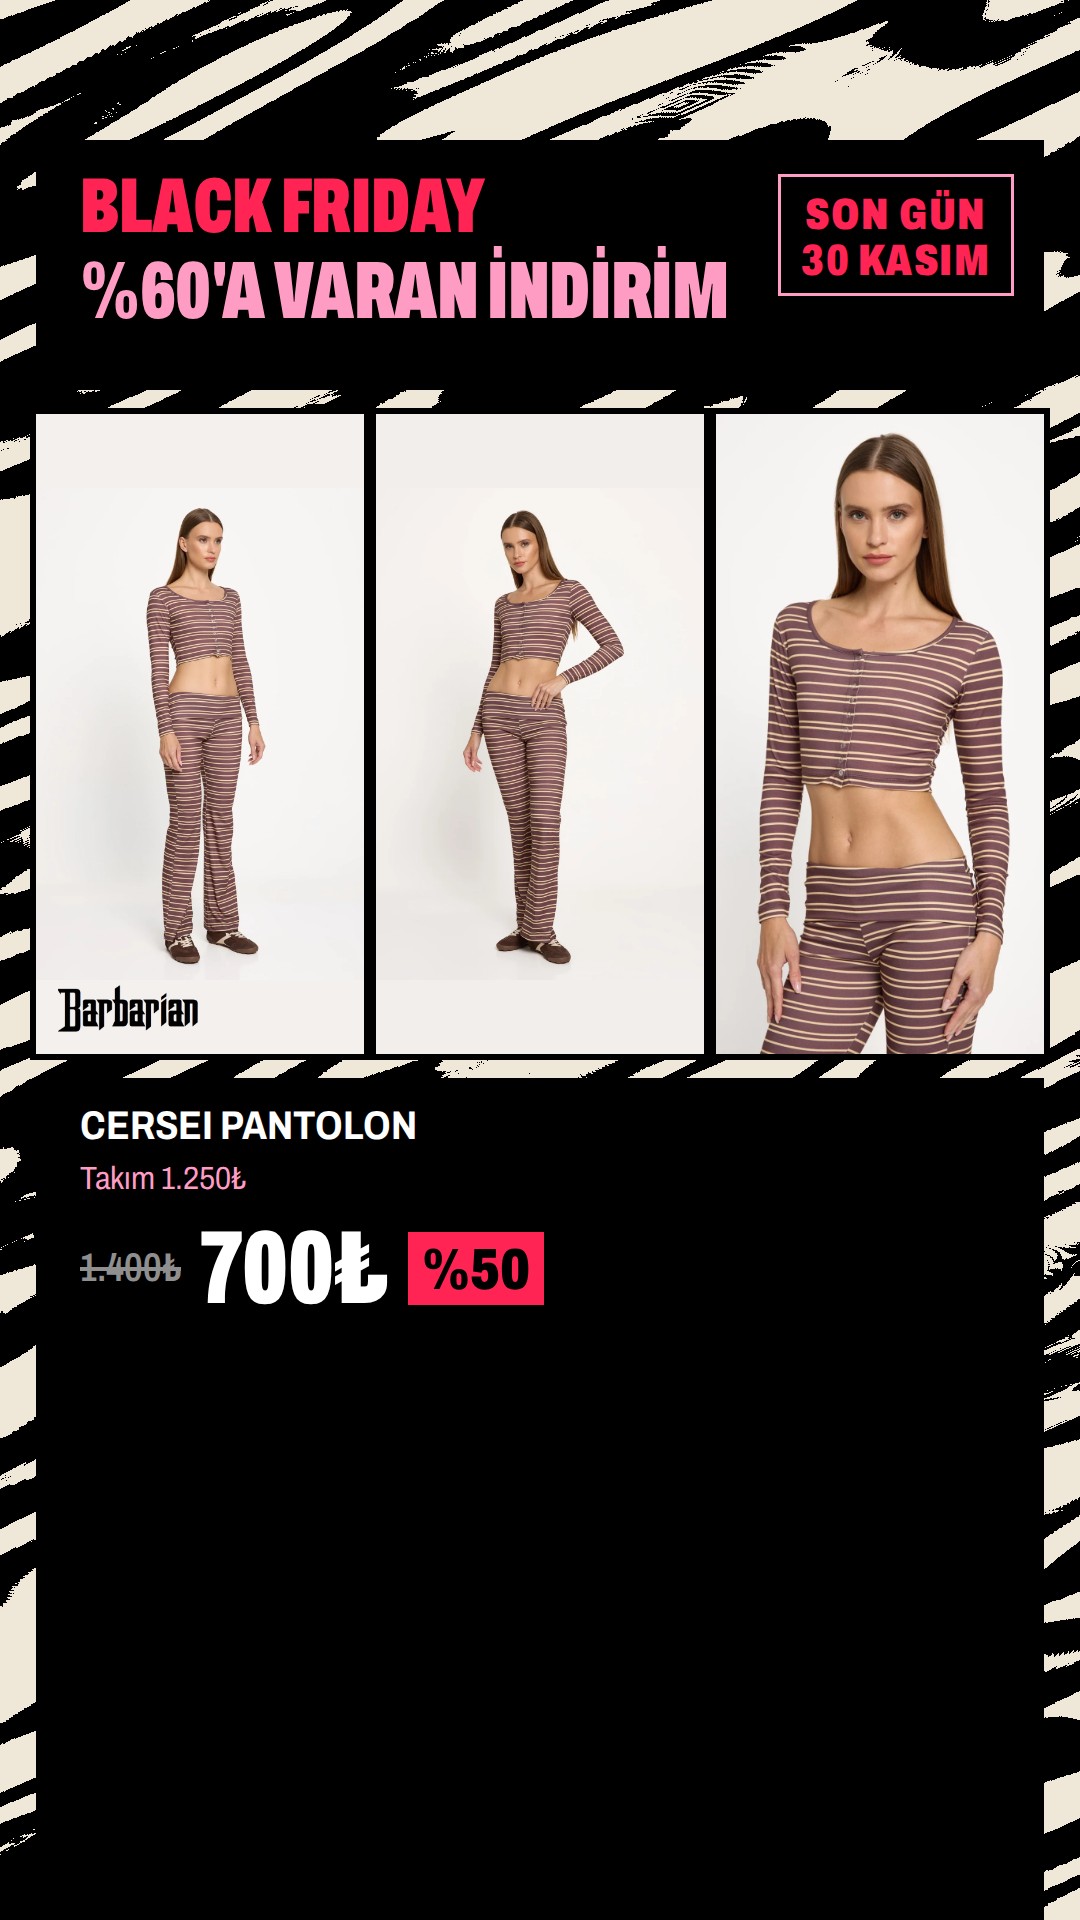 BLACK FRIDAY
%60'A VARAN İNDİRİM
SON GÜN
30 KASIM
Barbarian
CERSEI PANTOLON
Takım 1.250₺
1.400₺ 700₺ %50